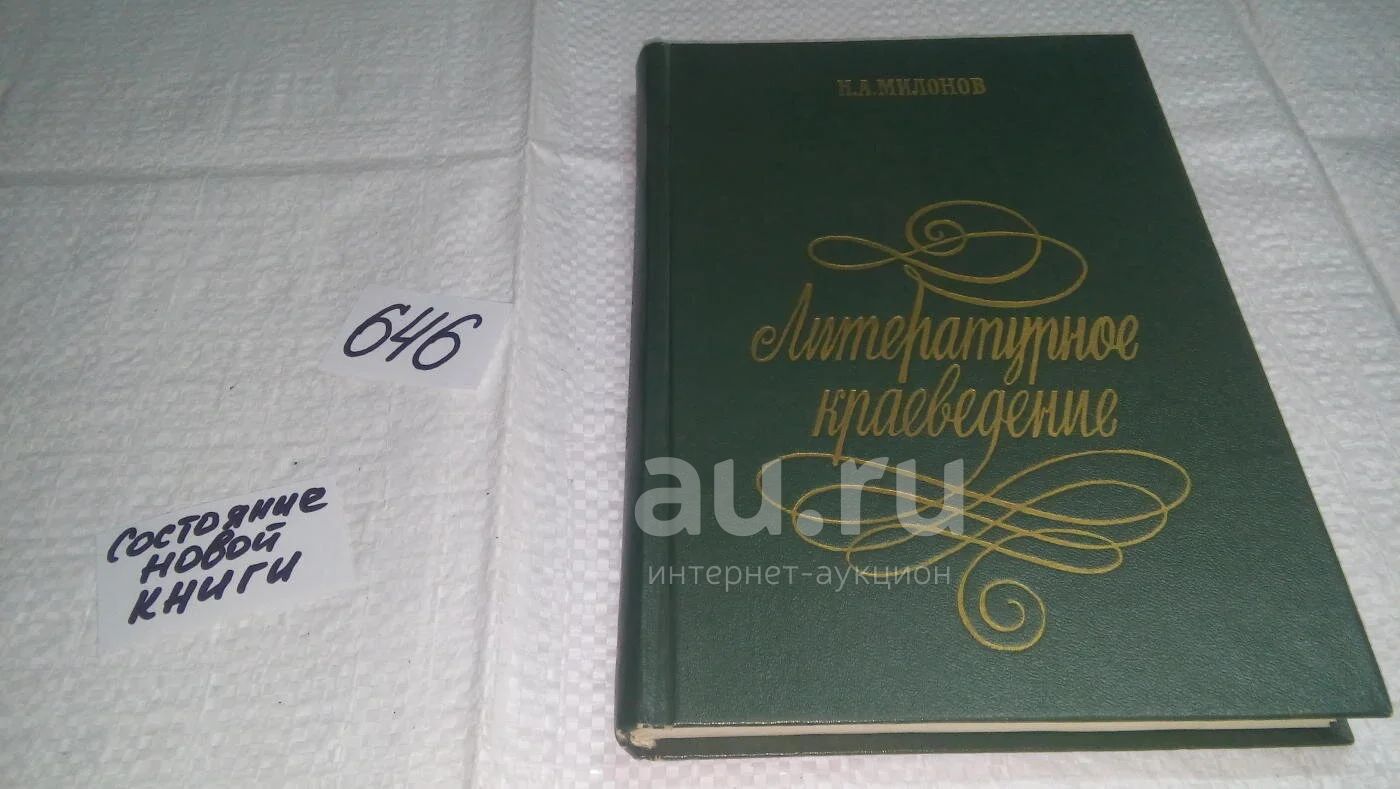 Н.А.МИЛОНОВ
Литературное
краеведение
646
состояние
новой
книги
au.ru
интернет-аукцион